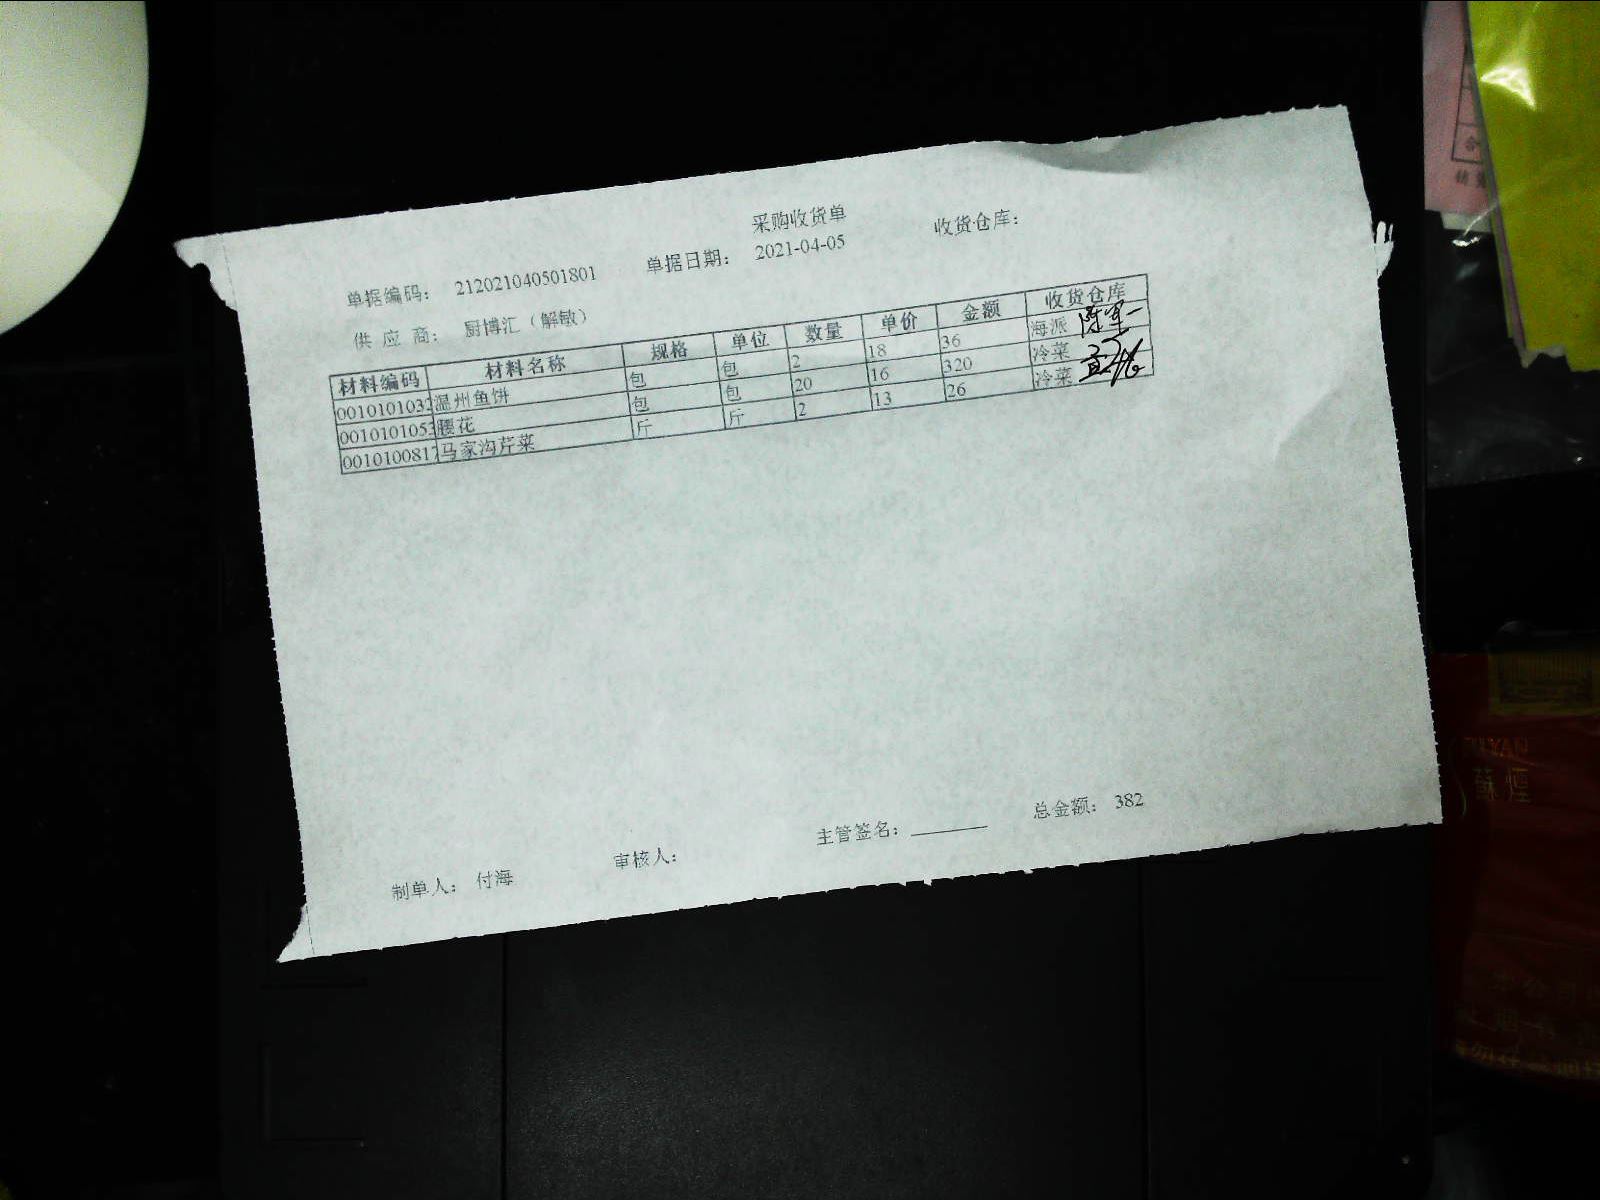 采购收货单
单据编码： 212021040501801 单据日期： 2021-04-05 收货仓库：
供 应 商： 厨博汇（解敏）
材料编码 材料名称 规格 单位 数量 单价 金额 收货仓库
0010101032 温州鱼饼 包 包 2 18 36 海派
0010101053 腰花 包 包 20 16 320 冷菜
0010100817 马家沟芹菜 斤 斤 2 13 26 冷菜
制单人： 付海 审核人： 主管签名： 总金额： 382
合
苏烟